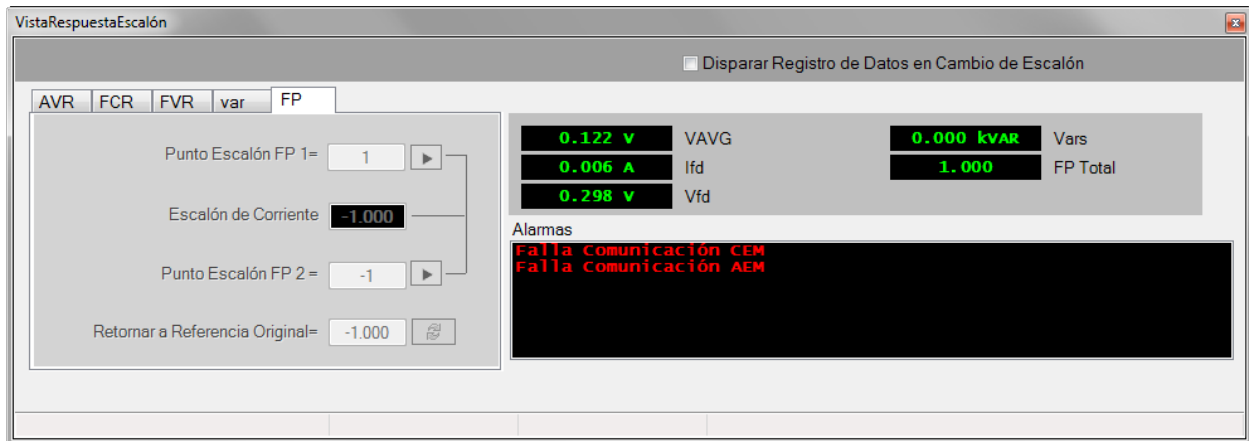 VistaRespuestaEscalón
Disparar Registro de Datos en Cambio de Escalón
AVR FCR FVR var FP
Punto Escalón FP 1= 1
Escalón de Corriente -1.000
Punto Escalón FP 2 = -1
Retornar a Referencia Original= -1.000
0.122 V VAVG 0.000 kVAR Vars
0.006 A Ifd 1.000 FP Total
0.298 V Vfd
Alarmas
Falla Comunicación CEM
Falla Comunicación AEM